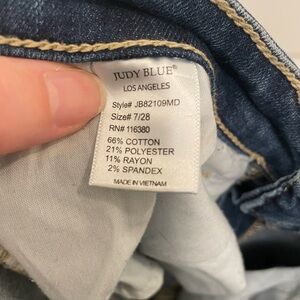 JUDY BLUE®
LOS ANGELES
Style# JB82109MD
Size# 7/28
RN# 116380
66% COTTON
21% POLYESTER
11% RAYON
2% SPANDEX
MADE IN VIETNAM